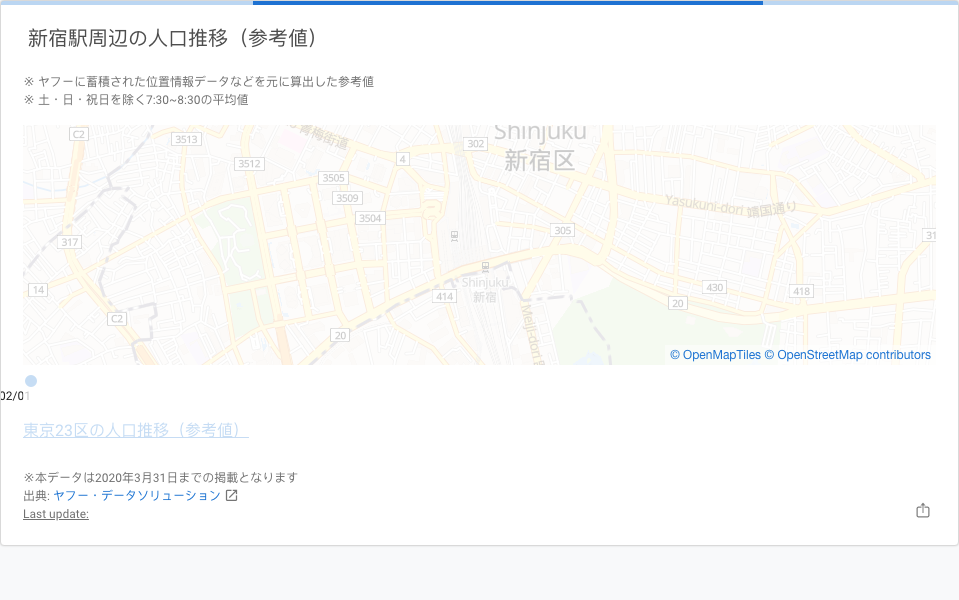 新宿駅周辺の人口推移（参考値）
※ ヤフーに蓄積された位置情報データなどを元に算出した参考値
※ 土・日・祝日を除く7:30~8:30の平均値
C2
3513
青梅街道
302
Shinjuku
新宿区
3512
4
3505
3509
3504
Yasukuni-dori 靖国通り
317
305
31
14
Shinjuku
新宿
414
430
418
20
C2
20
Meiji-dori
© OpenMapTiles © OpenStreetMap contributors
02/01
東京23区の人口推移（参考値）
※本データは2020年3月31日までの掲載となります
出典: ヤフー・データソリューション
Last update: